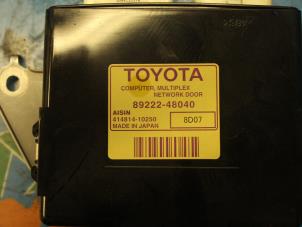 TOYOTA
COMPUTER, MULTIPLEX
NETWORK DOOR
89222-48040
AISIN
414814-10250
MADE IN JAPAN
8D07